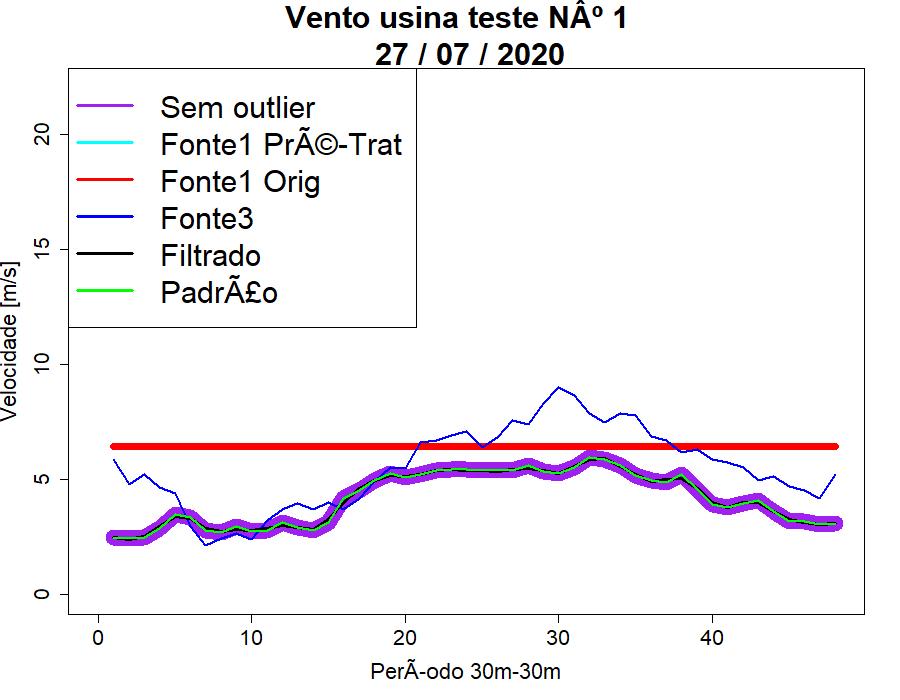 Vento usina teste NÂº 1
27 / 07 / 2020
Sem outlier
Fonte1 PrÃ©-Trat
Fonte1 Orig
Fonte3
Filtrado
PadrÃ£o
Velocidade [m/s]
20
15
10
5
0
0 10 20 30 40
PerÃ-odo 30m-30m